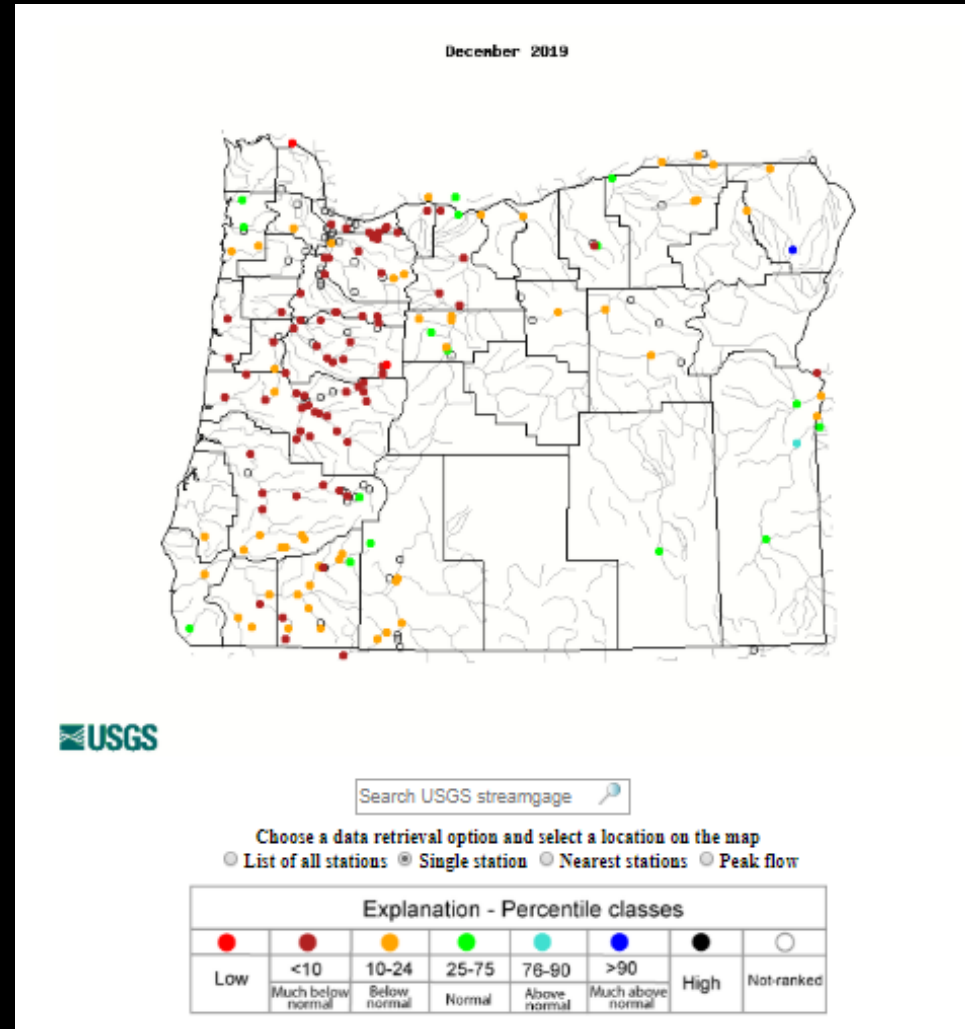 December 2019
USGS
Search USGS streamgage
Choose a data retrieval option and select a location on the map
List of all stations Single station Nearest stations Peak flow
Explanation - Percentile classes
Low <10 10-24 25-75 76-90 >90 High Not-ranked
Much below normal Below normal Normal Above normal Much above normal